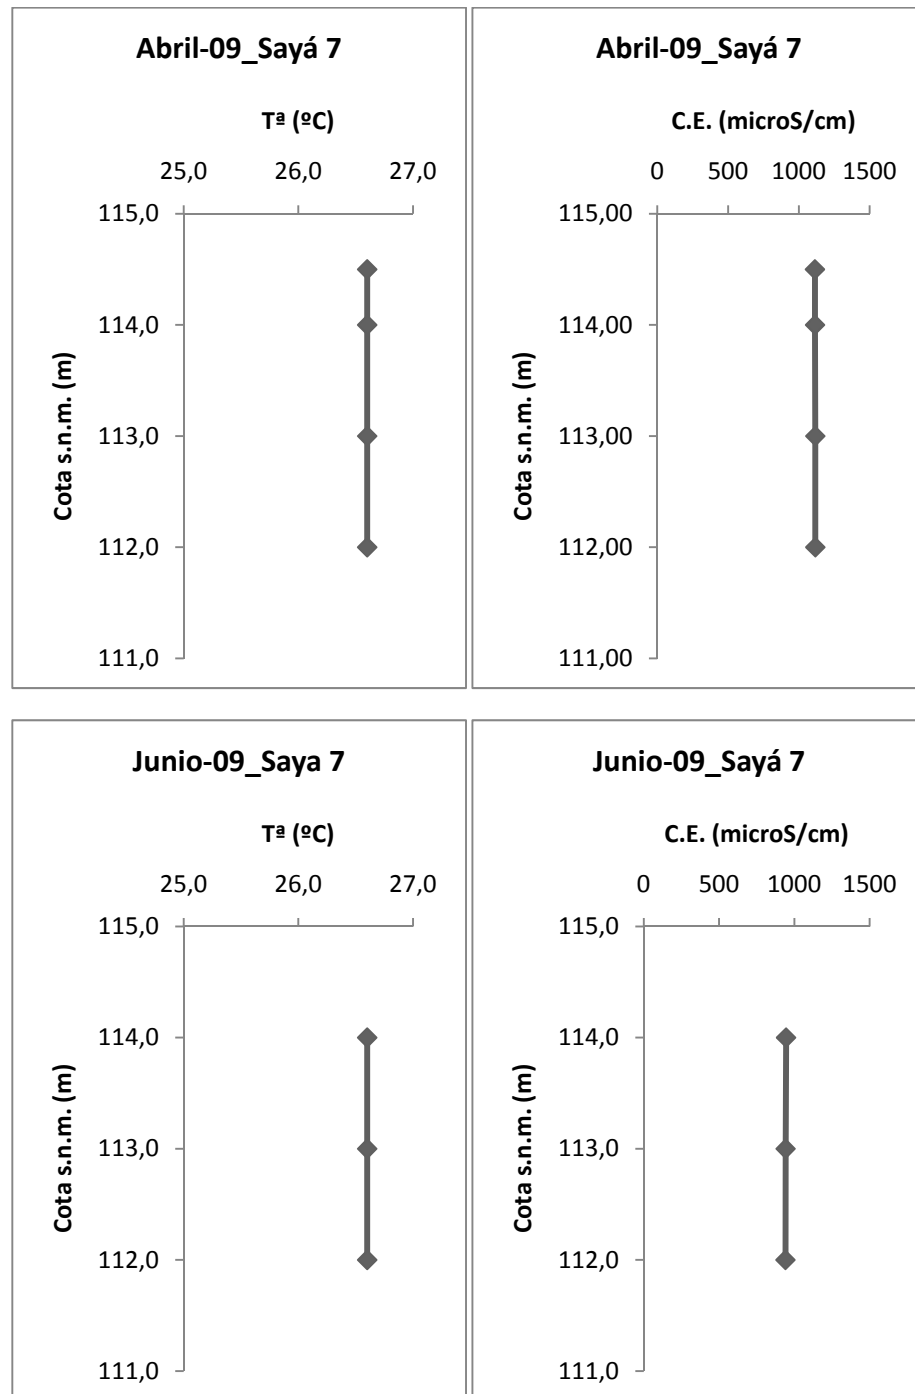 Abril-09_Sayá 7
Tª (ºC)
25,0 26,0 27,0
115,0
114,0
113,0
112,0
111,0
Cota s.n.m. (m)
Abril-09_Sayá 7
C.E. (microS/cm)
0 500 1000 1500
115,00
114,00
113,00
112,00
111,00
Cota s.n.m. (m)
Junio-09_Saya 7
Tª (ºC)
25,0 26,0 27,0
115,0
114,0
113,0
112,0
111,0
Cota s.n.m. (m)
Junio-09_Sayá 7
C.E. (microS/cm)
0 500 1000 1500
115,0
114,0
113,0
112,0
111,0
Cota s.n.m. (m)